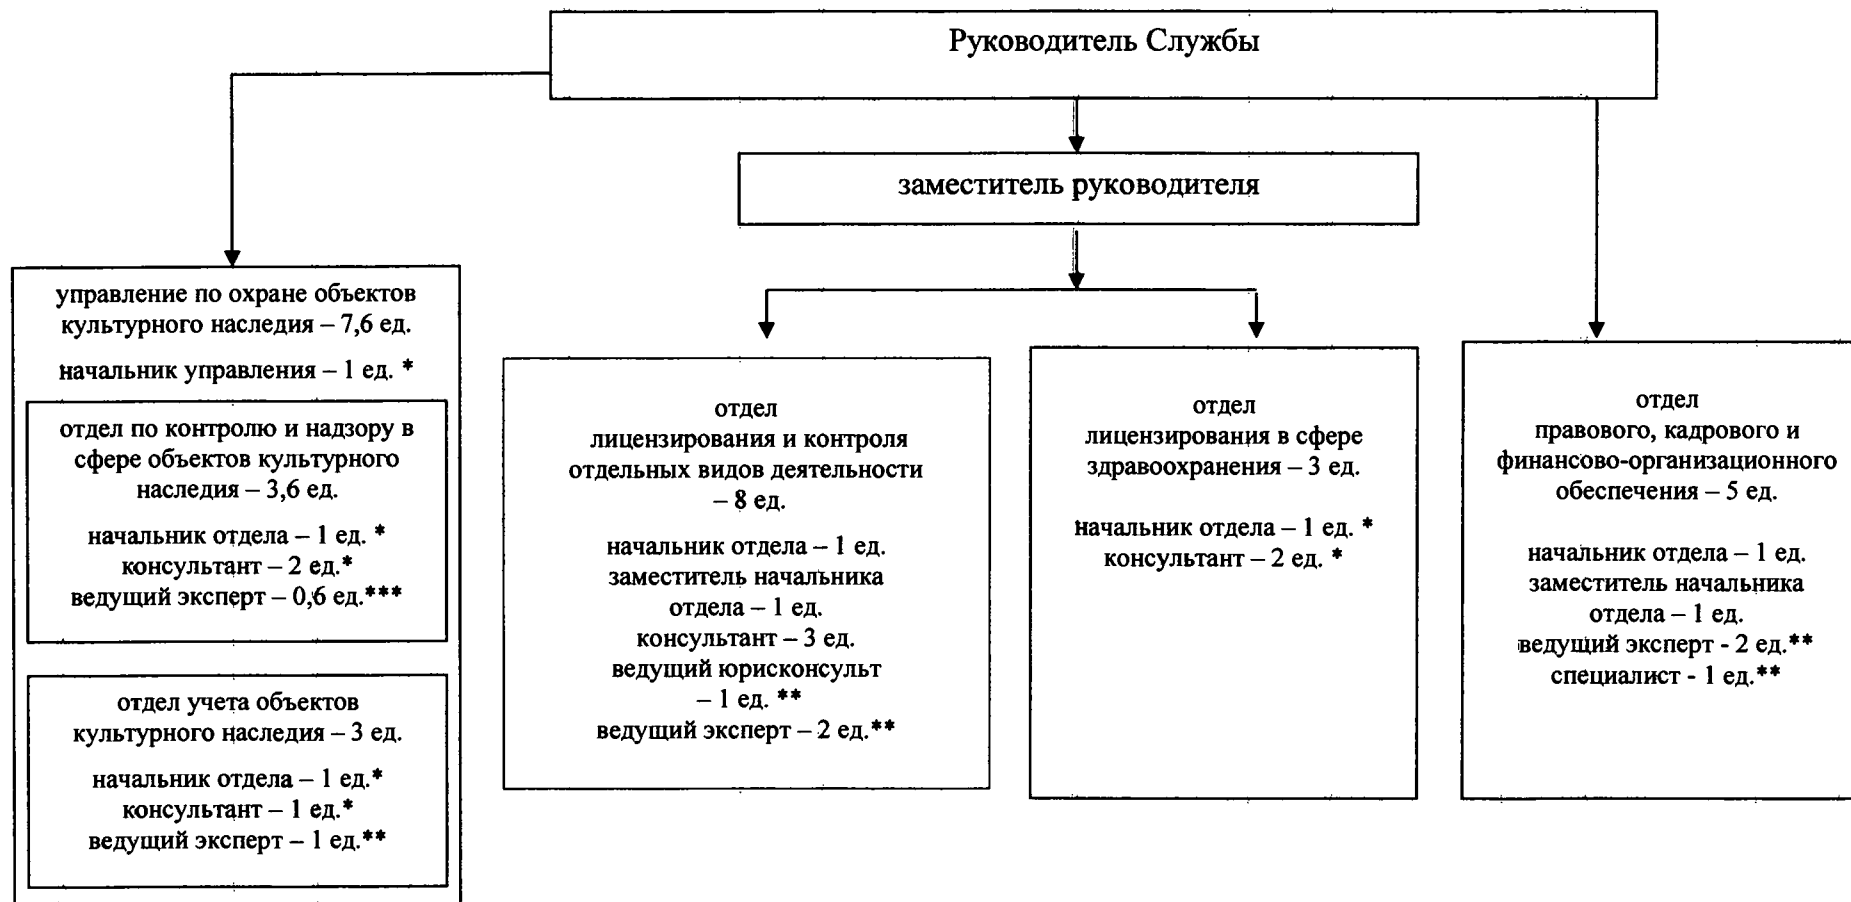 Руководитель Службы
заместитель руководителя
управление по охране объектов
культурного наследия – 7,6 ед.
начальник управления – 1 ед. *
отдел по контролю и надзору в
сфере объектов культурного
наследия – 3,6 ед.
начальник отдела – 1 ед. *
консультант – 2 ед.*
ведущий эксперт – 0,6 ед.***
отдел учета объектов
культурного наследия – 3 ед.
начальник отдела – 1 ед.*
консультант – 1 ед.*
ведущий эксперт – 1 ед.**
отдел
лицензирования и контроля
отдельных видов деятельности
– 8 ед.
начальник отдела – 1 ед.
заместитель начальника
отдела – 1 ед.
консультант – 3 ед.
ведущий юрисконсульт
– 1 ед. **
ведущий эксперт – 2 ед.**
отдел
лицензирования в сфере
здравоохранения – 3 ед.
начальник отдела – 1 ед. *
консультант – 2 ед. *
отдел
правового, кадрового и
финансово-организационного
обеспечения – 5 ед.
начальник отдела – 1 ед.
заместитель начальника
отдела – 1 ед.
ведущий эксперт - 2 ед.**
специалист - 1 ед.**